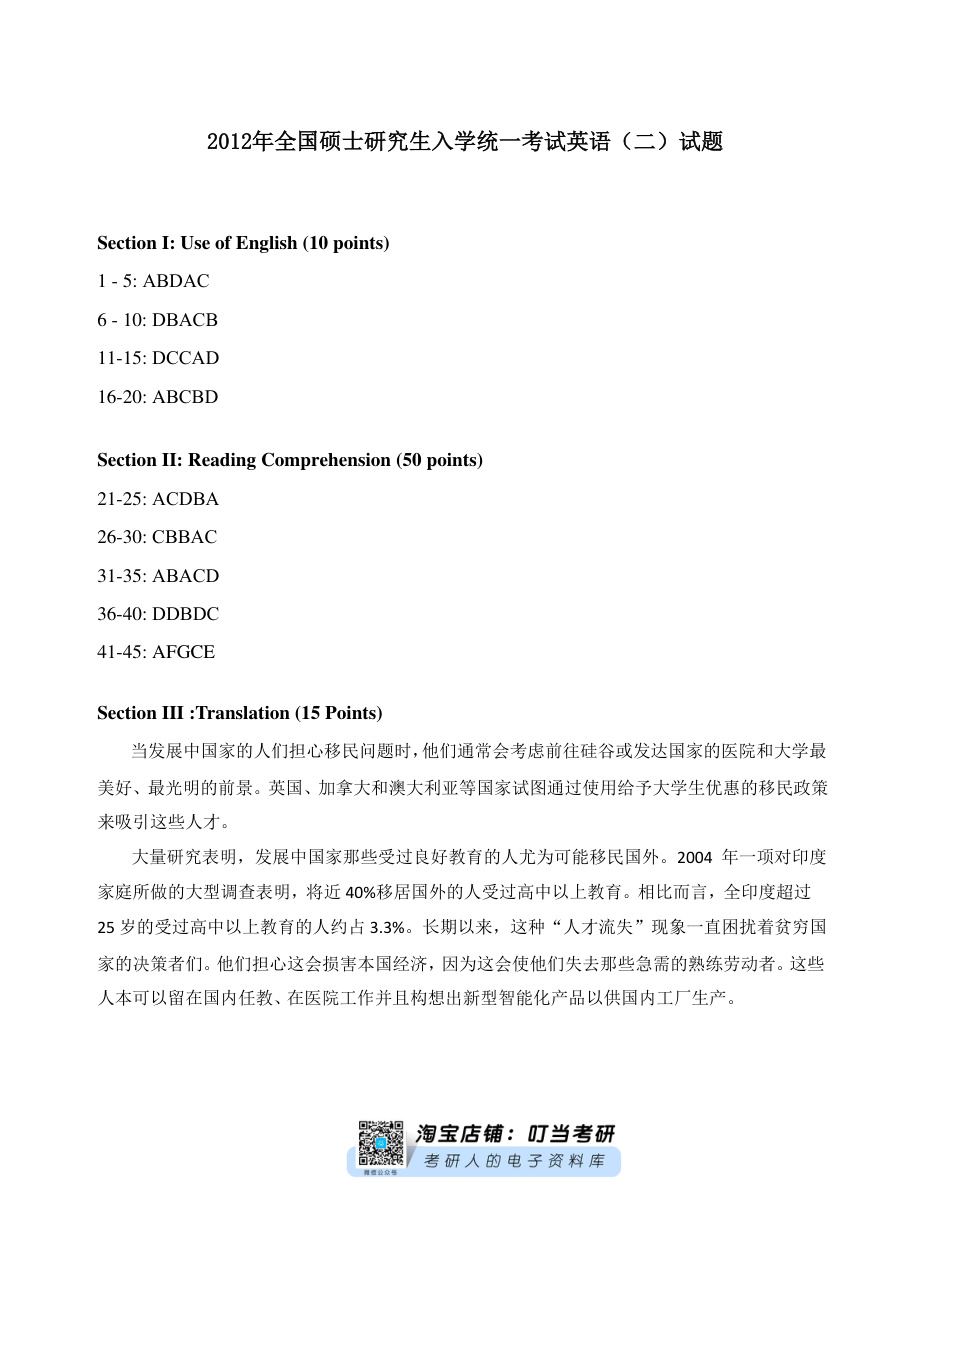 2012年全国硕士研究生入学统一考试英语（二）试题
Section I: Use of English (10 points)
1 - 5: ABDAC
6 - 10: DBACB
11-15: DCCAD
16-20: ABCBD
Section II: Reading Comprehension (50 points)
21-25: ACDBA
26-30: CBBAC
31-35: ABACD
36-40: DDBDC
41-45: AFGCE
Section III :Translation (15 Points)
当发展中国家的人们担心移民问题时，他们通常会考虑前往硅谷或发达国家的医院和大学最
美好、最光明的前景。英国、加拿大和澳大利亚等国家试图通过使用给予大学生优惠的移民政策
来吸引这些人才。
大量研究表明，发展中国家那些受过良好教育的人尤为可能移民国外。2004 年一项对印度
家庭所做的大型调查表明，将近 40%移居国外的人受过高中以上教育。相比而言，全印度超过
25 岁的受过高中以上教育的人约占 3.3%。长期以来，这种“人才流失”现象一直困扰着贫穷国
家的决策者们。他们担心这会损害本国经济，因为这会使他们失去那些急需的熟练劳动者。这些
人本可以留在国内任教、在医院工作并且构想出新型智能化产品以供国内工厂生产。
淘宝店铺：叮当考研
考研人的电子资料库
微信公众号